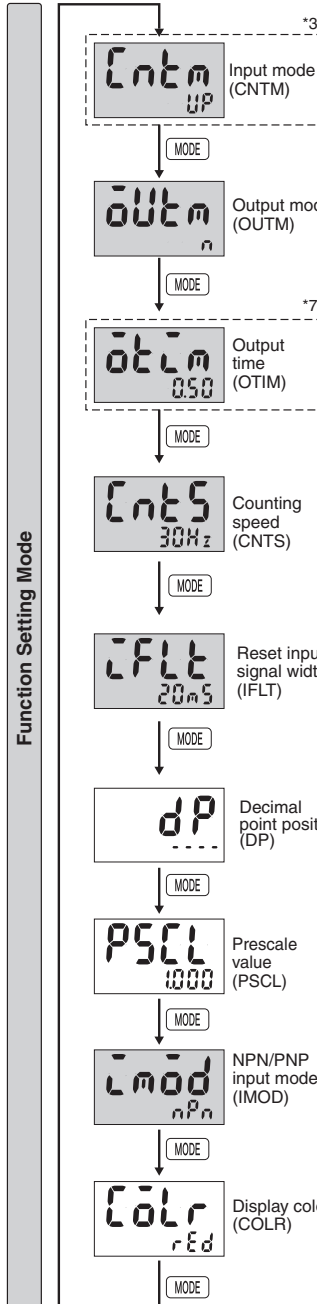 Function Setting Mode
*3
Cntm
UP
Input mode
(CNTM)
MODE
oUtm
n
Output mod
(OUTM)
MODE
*7
otim
0.50
Output
time
(OTIM)
MODE
CntS
30Hz
Counting
speed
(CNTS)
MODE
iFLt
20mS
Reset inpu
signal widt
(IFLT)
MODE
dP
----
Decimal
point posit
(DP)
MODE
PSCL
1.000
Prescale
value
(PSCL)
MODE
imod
nPn
NPN/PNP
input mode
(IMOD)
MODE
CoLr
rEd
Display colo
(COLR)
MODE